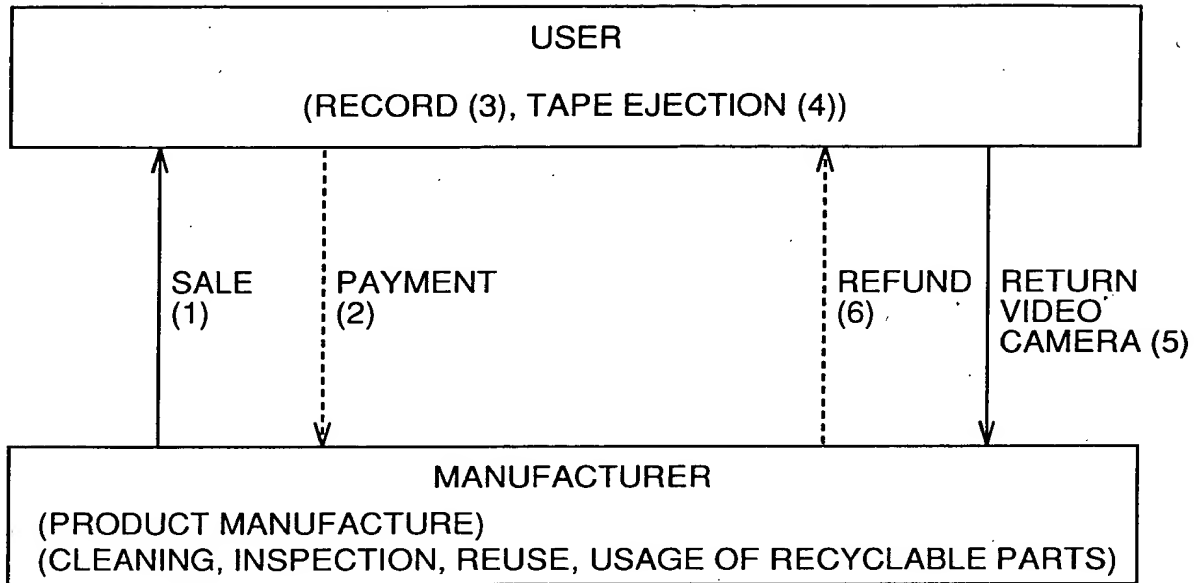 USER
(RECORD (3), TAPE EJECTION (4))
SALE
(1)
PAYMENT
(2)
REFUND
(6)
RETURN
VIDEO
CAMERA (5)
MANUFACTURER
(PRODUCT MANUFACTURE)
(CLEANING, INSPECTION, REUSE, USAGE OF RECYCLABLE PARTS)